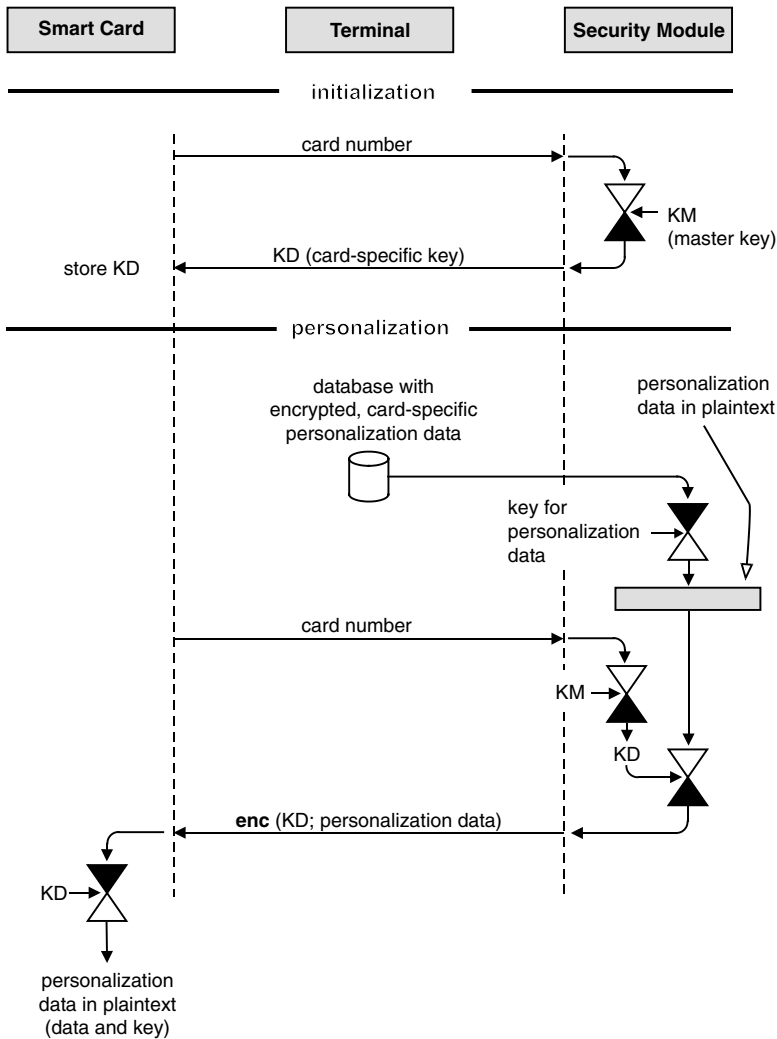 Smart Card
Terminal
Security Module
initialization
card number
KM
(master key)
KD (card-specific key)
store KD
personalization
database with
encrypted, card-specific
personalization data
personalization
data in plaintext
key for
personalization
data
card number
KM
KD
enc (KD; personalization data)
KD
personalization
data in plaintext
(data and key)